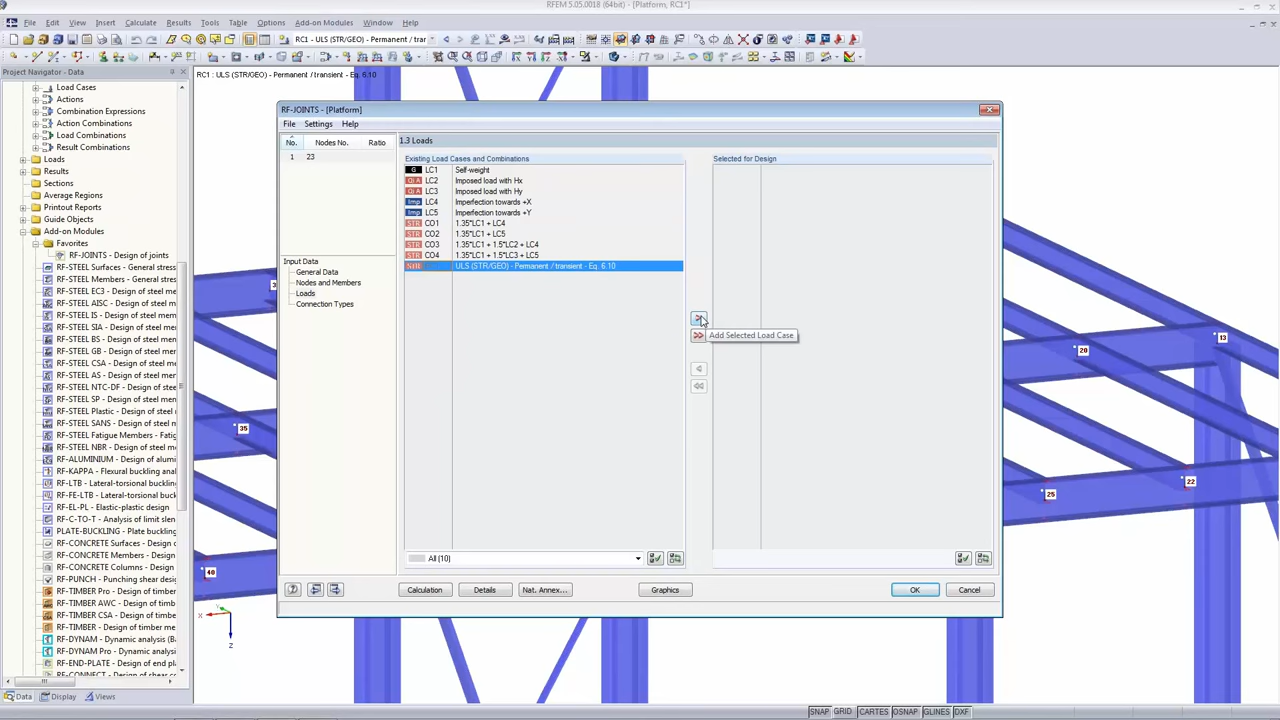 RFEM 5.05.0018 (64bit) - [Platform, RC1*]
File Edit View Insert Calculate Results Tools Table Options Add-on Modules Window Help
RC1 - ULS (STR/GEO) - Permanent / trar
Project Navigator - Data
RC1 : ULS (STR/GEO) - Permanent / transient - Eq. 6.10
Load Cases
Actions
Combination Expressions
Action Combinations
Load Combinations
Result Combinations
Loads
Results
Sections
Average Regions
Printout Reports
Guide Objects
Add-on Modules
Favorites
RF-JOINTS - Design of joints
RF-STEEL Surfaces - General stress
RF-STEEL Members - General stres
RF-STEEL EC3 - Design of steel mem
RF-STEEL AISC - Design of steel me
RF-STEEL IS - Design of steel mem
RF-STEEL SIA - Design of steel me
RF-STEEL BS - Design of steel mem
RF-STEEL GB - Design of steel mem
RF-STEEL CSA - Design of steel me
RF-STEEL AS - Design of steel mem
RF-STEEL NTC-DF - Design of steel
RF-STEEL SP - Design of steel mem
RF-STEEL Plastic - Design of steel m
RF-STEEL SANS - Design of steel m
RF-STEEL Fatigue Members - Fatig
RF-STEEL NBR - Design of steel me
RF-ALUMINIUM - Design of alumi
RF-KAPPA - Flexural buckling anal
RF-LTB - Lateral-torsional buckling
RF-FE-LTB - Lateral-torsional buck
RF-EL-PL - Elastic-plastic design
RF-C-TO-T - Analysis of limit slen
PLATE-BUCKLING - Plate buckling
RF-CONCRETE Surfaces - Design of
RF-CONCRETE Members - Design o
RF-CONCRETE Columns - Design o
RF-PUNCH - Punching shear design
RF-TIMBER Pro - Design of timber
RF-TIMBER AWC - Design of timbe
RF-TIMBER CSA - Design of timber
RF-TIMBER - Design of timber me
RF-DYNAM - Dynamic analysis (Ba
RF-DYNAM Pro - Dynamic analysi
RF-END-PLATE - Design of end pl
RF-CONNECT - Design of shear co
Data Display Views
RF-JOINTS - [Platform]
File Settings Help
No. Nodes No. Ratio
1 23
Input Data
General Data
Nodes and Members
Loads
Connection Types
1.3 Loads
Existing Load Cases and Combinations
G LC1 Self-weight
Qi A LC2 Imposed load with Hx
Qi A LC3 Imposed load with Hy
Imp LC4 Imperfection towards +X
Imp LC5 Imperfection towards +Y
STR CO1 1.35*LC1 + LC4
STR CO2 1.35*LC1 + LC5
STR CO3 1.35*LC1 + 1.5*LC2 + LC4
STR CO4 1.35*LC1 + 1.5*LC3 + LC5
ULS (STR/GEO) - Permanent / transient - Eq. 6.10
Selected for Design
Add Selected Load Case
All (10)
Calculation Details Nat. Annex... Graphics OK Cancel
35
40
13
20
22
25
X
Y
Z
SNAP GRID CARTES OSNAP GLINES DXF